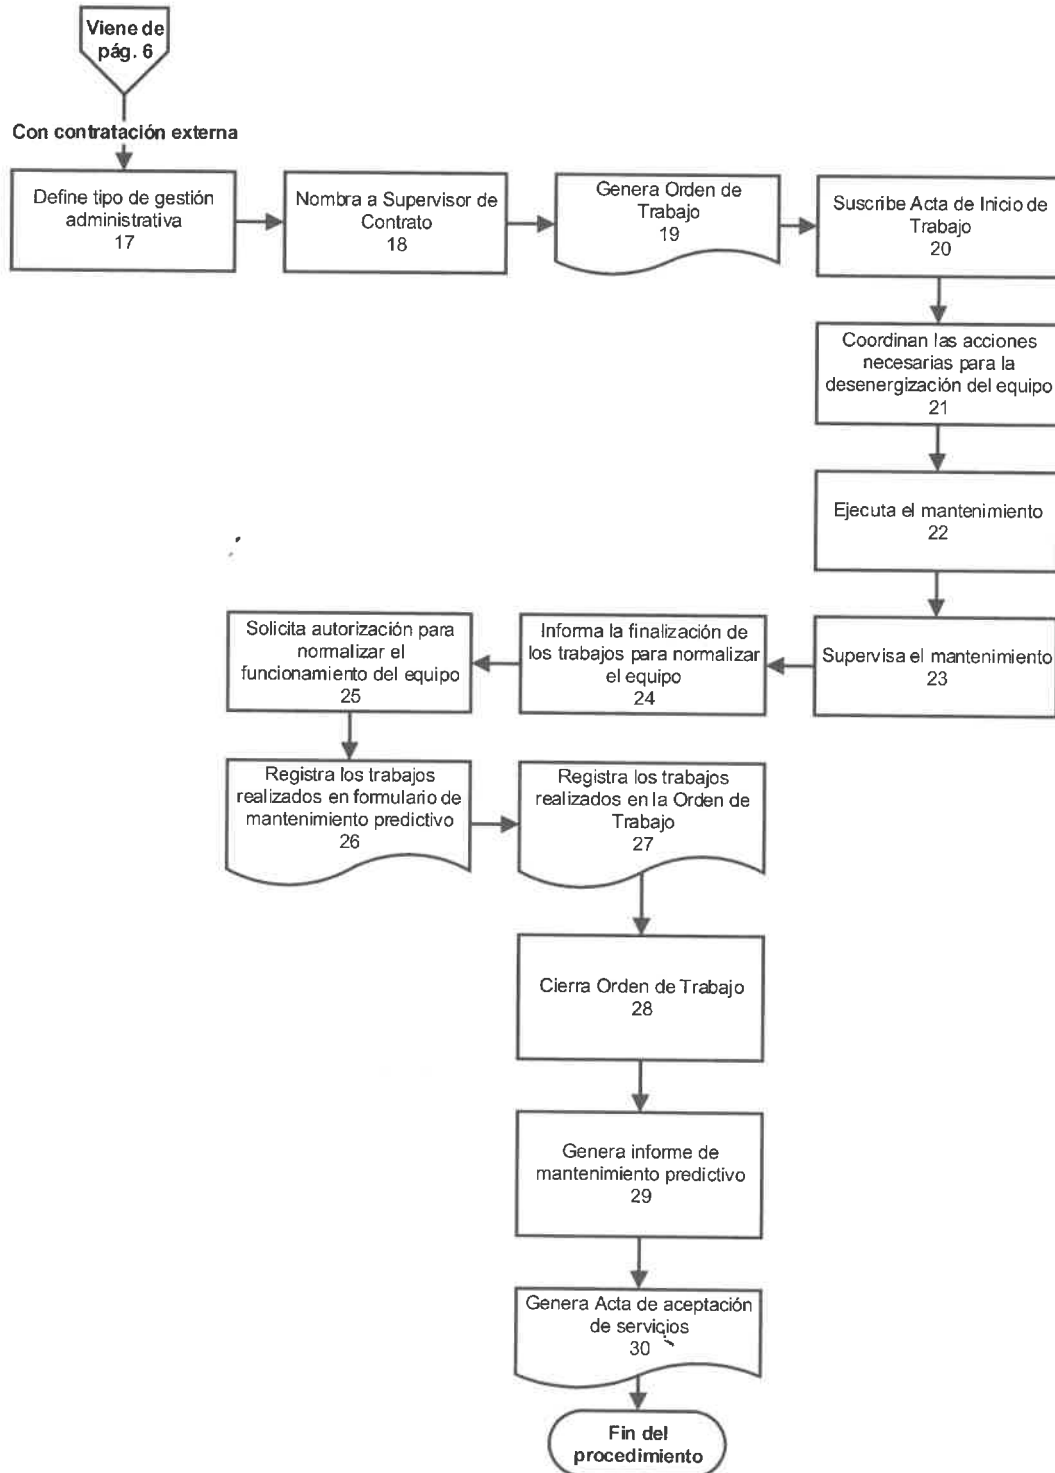 Viene de
pág. 6
Con contratación externa
Define tipo de gestión
administrativa
17
Nombra a Supervisor de
Contrato
18
Genera Orden de
Trabajo
19
Suscribe Acta de Inicio de
Trabajo
20
Coordinan las acciones
necesarias para la
desenergización del equipo
21
Ejecuta el mantenimiento
22
Supervisa el mantenimiento
23
Informa la finalización de
los trabajos para normalizar
el equipo
24
Solicita autorización para
normalizar el
funcionamiento del equipo
25
Registra los trabajos
realizados en formulario de
mantenimiento predictivo
26
Registra los trabajos
realizados en la Orden de
Trabajo
27
Cierra Orden de Trabajo
28
Genera informe de
mantenimiento predictivo
29
Genera Acta de aceptación
de servicios
30
Fin del
procedimiento